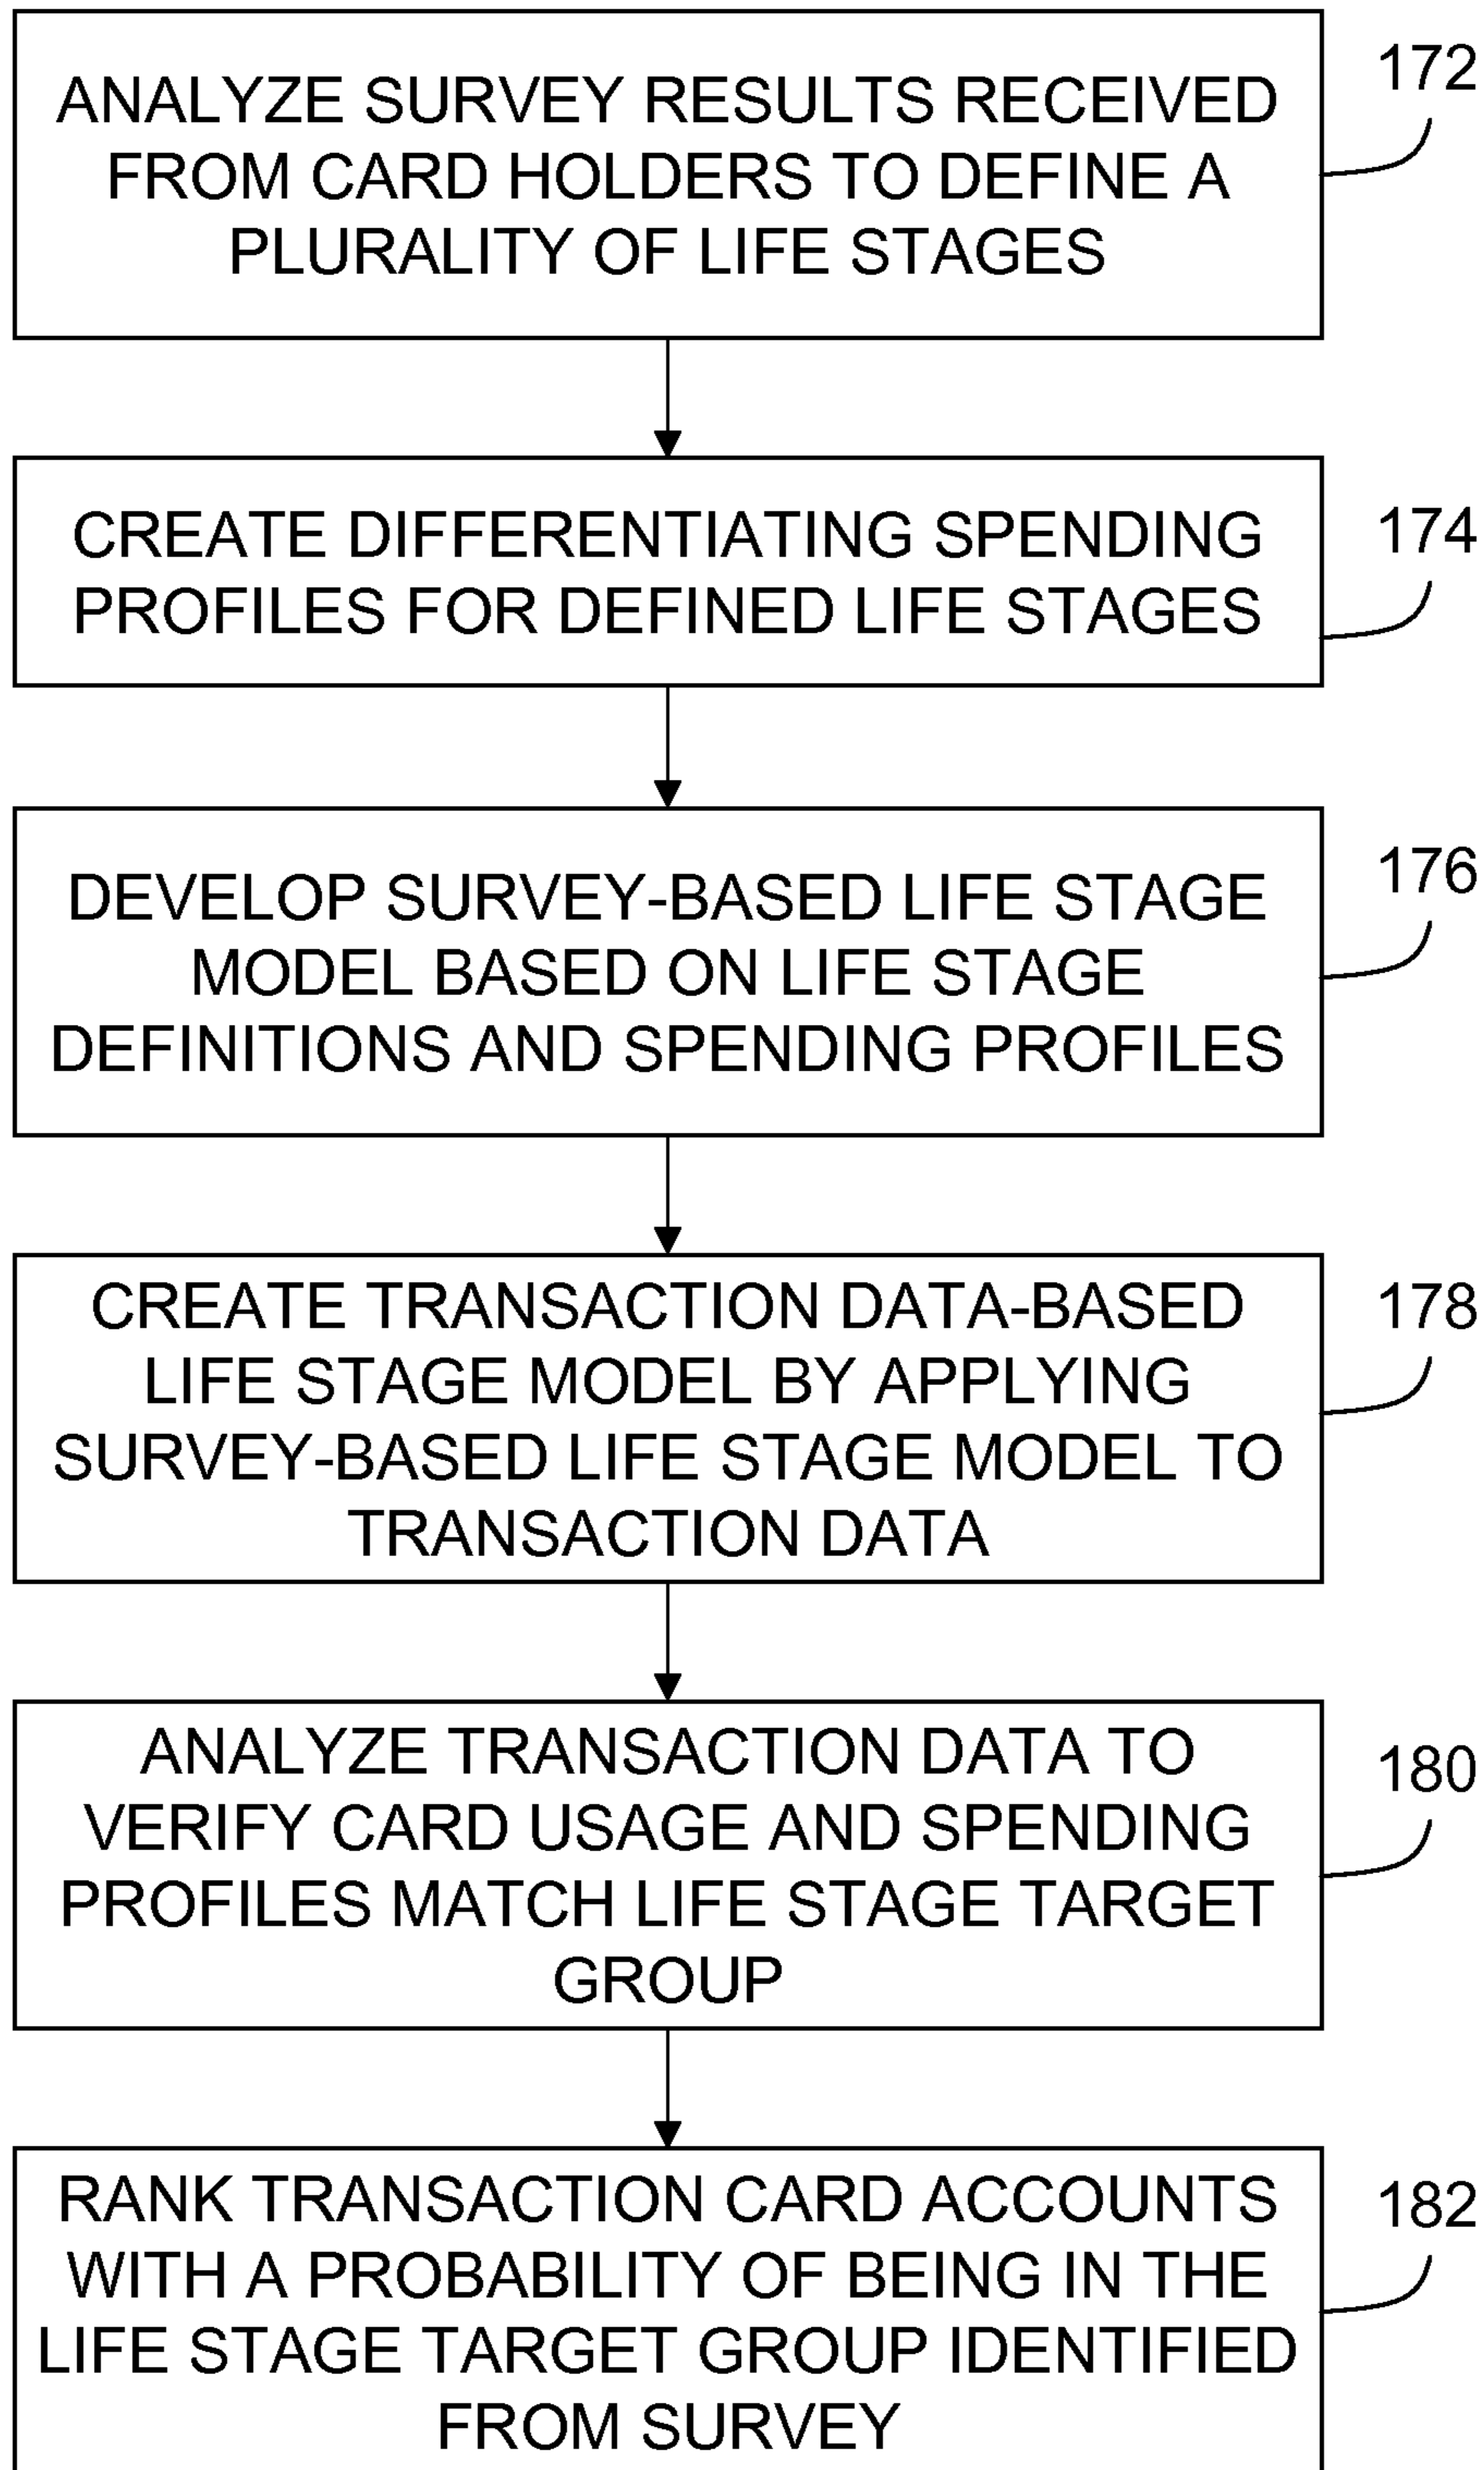 ANALYZE SURVEY RESULTS RECEIVED
FROM CARD HOLDERS TO DEFINE A
PLURALITY OF LIFE STAGES
172
CREATE DIFFERENTIATING SPENDING
PROFILES FOR DEFINED LIFE STAGES
174
DEVELOP SURVEY-BASED LIFE STAGE
MODEL BASED ON LIFE STAGE
DEFINITIONS AND SPENDING PROFILES
176
CREATE TRANSACTION DATA-BASED
LIFE STAGE MODEL BY APPLYING
SURVEY-BASED LIFE STAGE MODEL TO
TRANSACTION DATA
178
ANALYZE TRANSACTION DATA TO
VERIFY CARD USAGE AND SPENDING
PROFILES MATCH LIFE STAGE TARGET
GROUP
180
RANK TRANSACTION CARD ACCOUNTS
WITH A PROBABILITY OF BEING IN THE
LIFE STAGE TARGET GROUP IDENTIFIED
FROM SURVEY
182